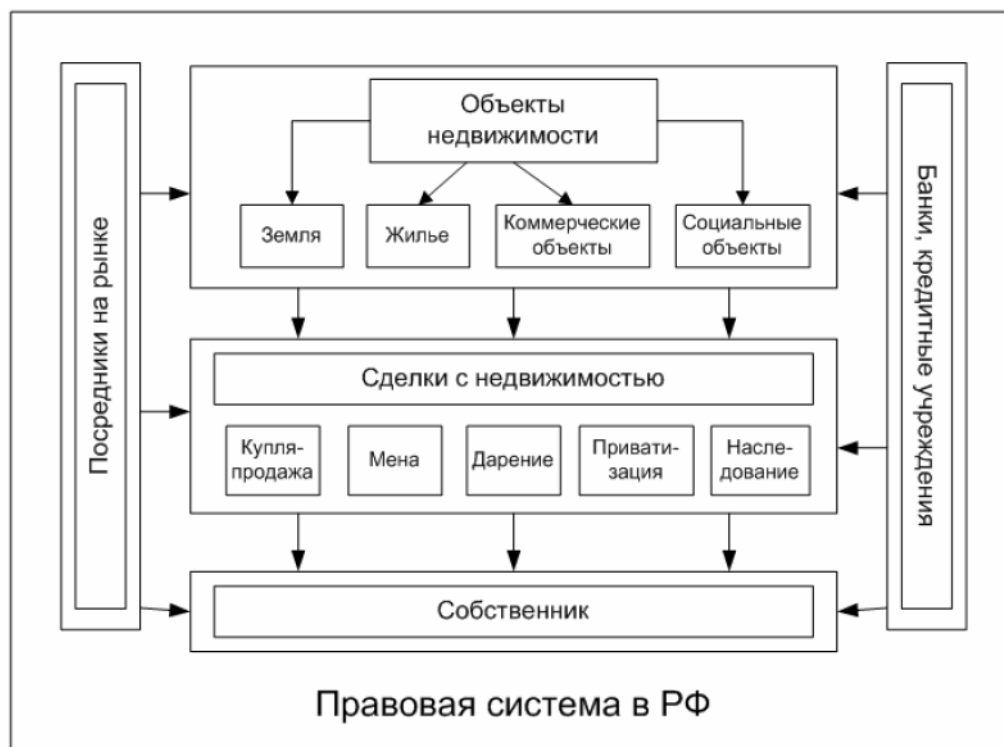 Объекты
недвижимости
Земля
Жилье
Коммерческие
объекты
Социальные
объекты
Посредники на рынке
Банки, кредитные учреждения
Сделки с недвижимостью
Купля-
продажа
Мена
Дарение
Привати-
зация
Насле-
дование
Собственник
Правовая система в РФ